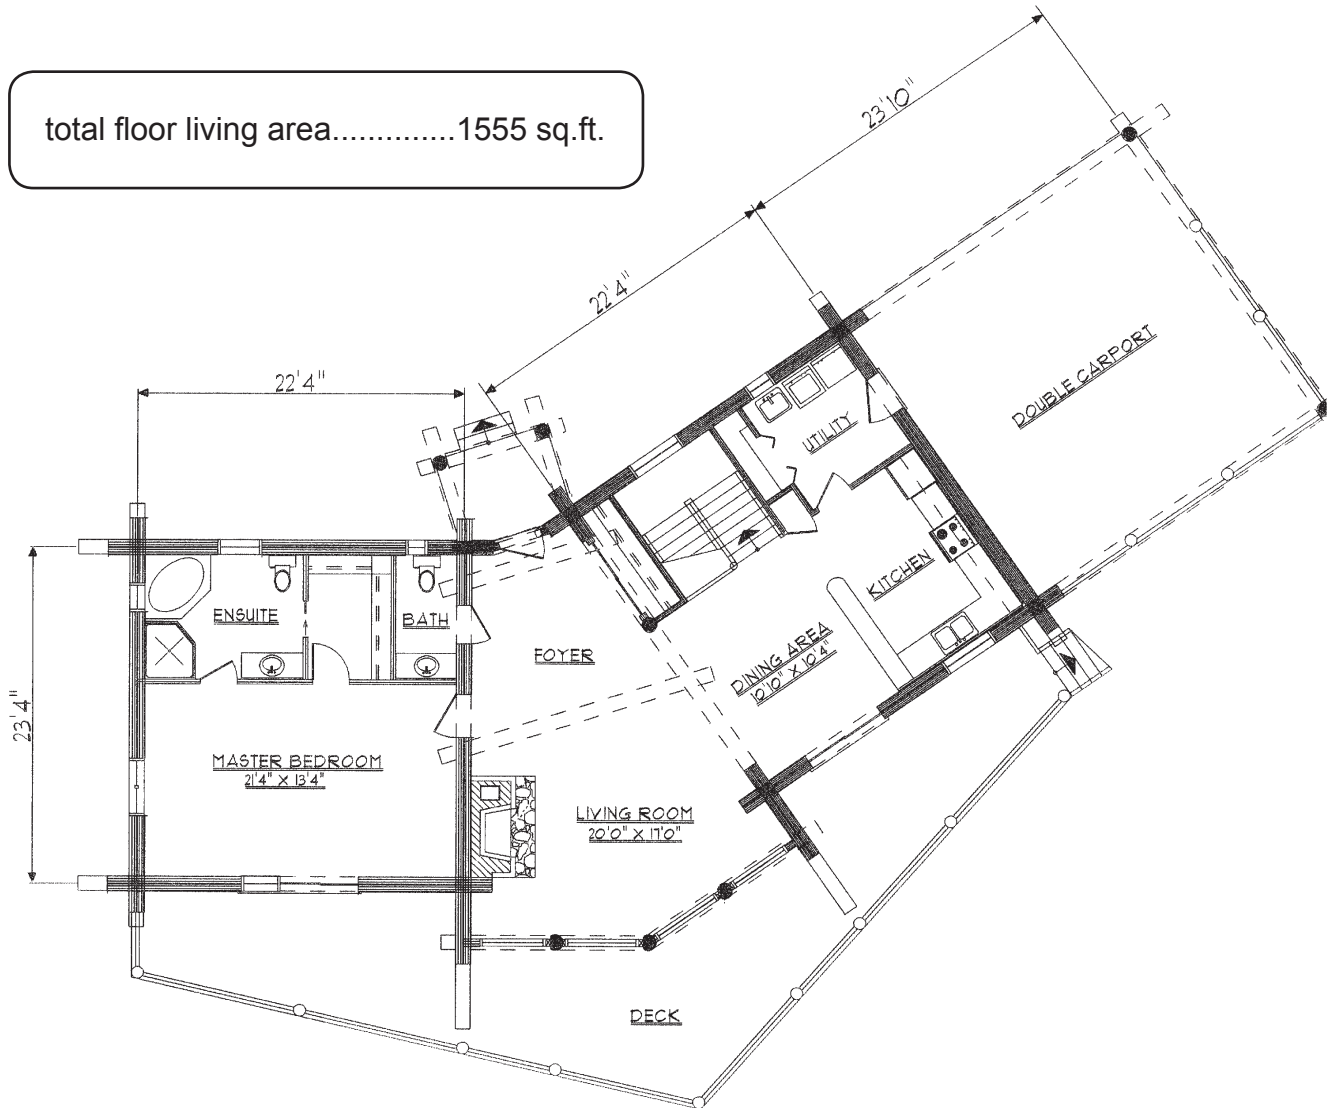 total floor living area..............1555 sq.ft.
23'10"
22'4"
22'4"
23'4"
DOUBLE CARPORT
UTILITY
KITCHEN
DINING AREA
10'10" X 10'4"
ENSUITE
BATH
FOYER
MASTER BEDROOM
21'4" X 13'4"
LIVING ROOM
20'0" X 17'0"
DECK